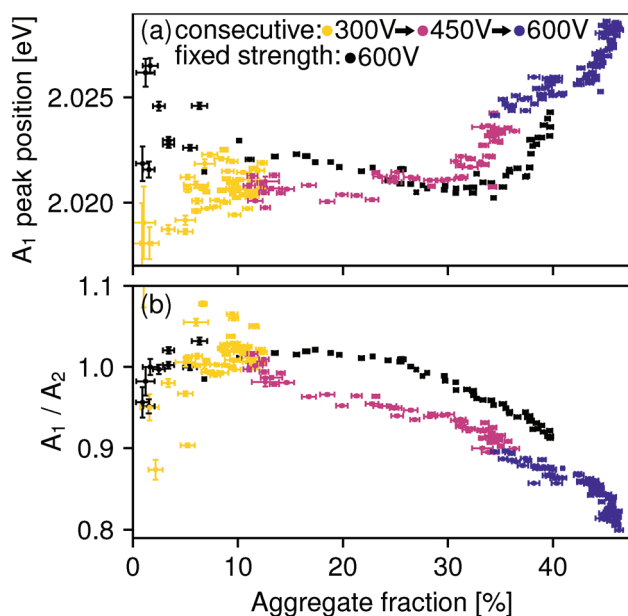 (a) consecutive: 300V → 450V → 600V
fixed strength: 600V
A₁ peak position [eV]
2.025
2.020
(b)
A₁ / A₂
1.1
1.0
0.9
0.8
0 10 20 30 40
Aggregate fraction [%]